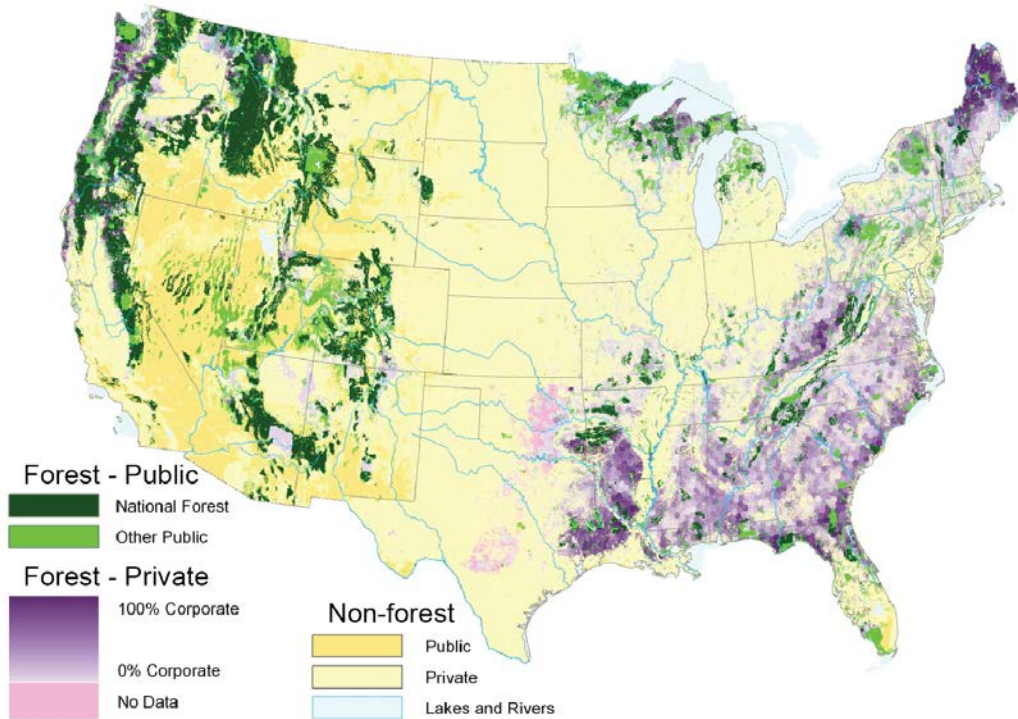 Forest - Public
National Forest
Other Public
Forest - Private
100% Corporate
0% Corporate
No Data
Non-forest
Public
Private
Lakes and Rivers